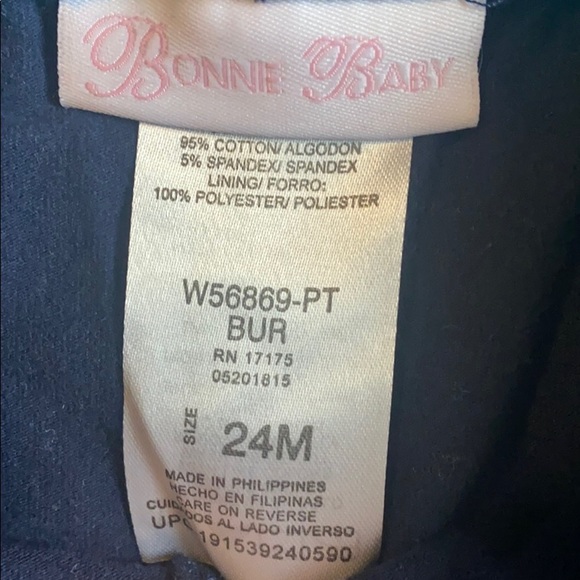 BONNIE BABY
95% COTTON/ ALGODON
5% SPANDEX/ SPANDEX
LINING/ FORRO:
100% POLYESTER/ POLIESTER
W56869-PT
BUR
RN 17175
05201815
SIZE 24M
MADE IN PHILIPPINES
HECHO EN FILIPINAS
CARE ON REVERSE
AL LADO INVERSO
191539240590